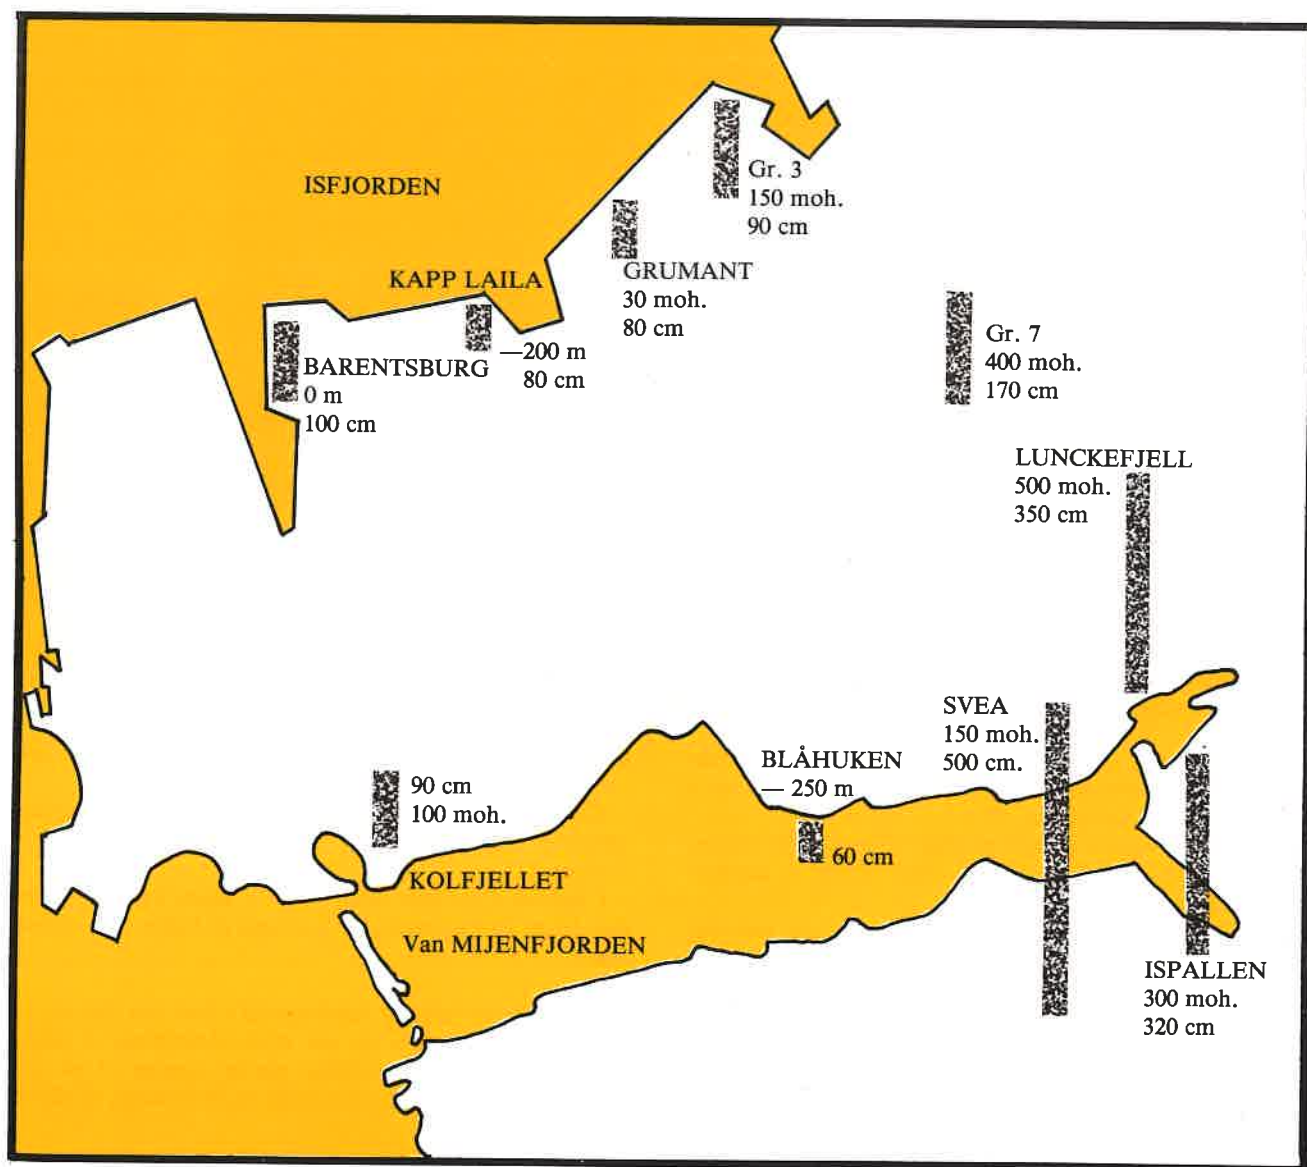 ISFJORDEN
Gr. 3
150 moh.
90 cm
KAPP LAILA
GRUMANT
30 moh.
80 cm
—200 m
80 cm
BARENTSBURG
0 m
100 cm
Gr. 7
400 moh.
170 cm
LUNCKEFJELL
500 moh.
350 cm
SVEA
150 moh.
500 cm.
BLÅHUKEN
— 250 m
60 cm
90 cm
100 moh.
KOLFJELLET
Van MIJENFJORDEN
ISPALLEN
300 moh.
320 cm